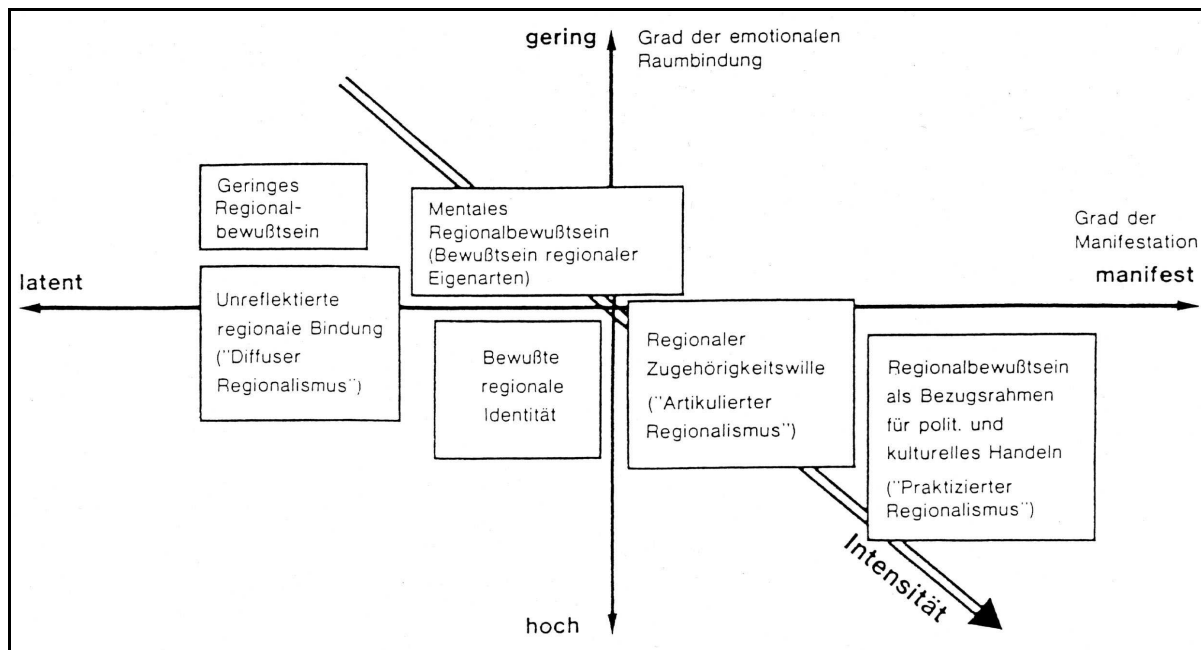 gering
Grad der emotionalen
Raumbindung
Geringes
Regional-
bewußtsein
Mentales
Regionalbewußtsein
(Bewußtsein regionaler
Eigenarten)
Grad der
Manifestation
latent
manifest
Unreflektierte
regionale Bindung
("Diffuser
Regionalismus")
Bewußte
regionale
Identität
Regionaler
Zugehörigkeitswille
("Artikulierter
Regionalismus")
Regionalbewußtsein
als Bezugsrahmen
für polit. und
kulturelles Handeln
("Praktizierter
Regionalismus")
Intensität
hoch